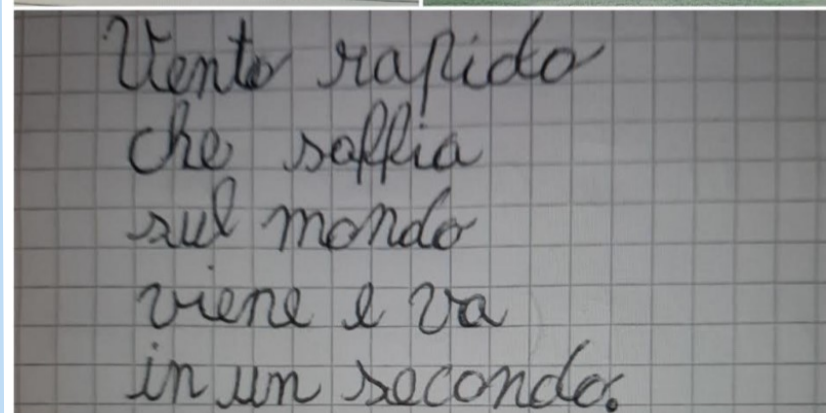 Vento rapido
che soffia
sul mondo
viene e va
in un secondo.